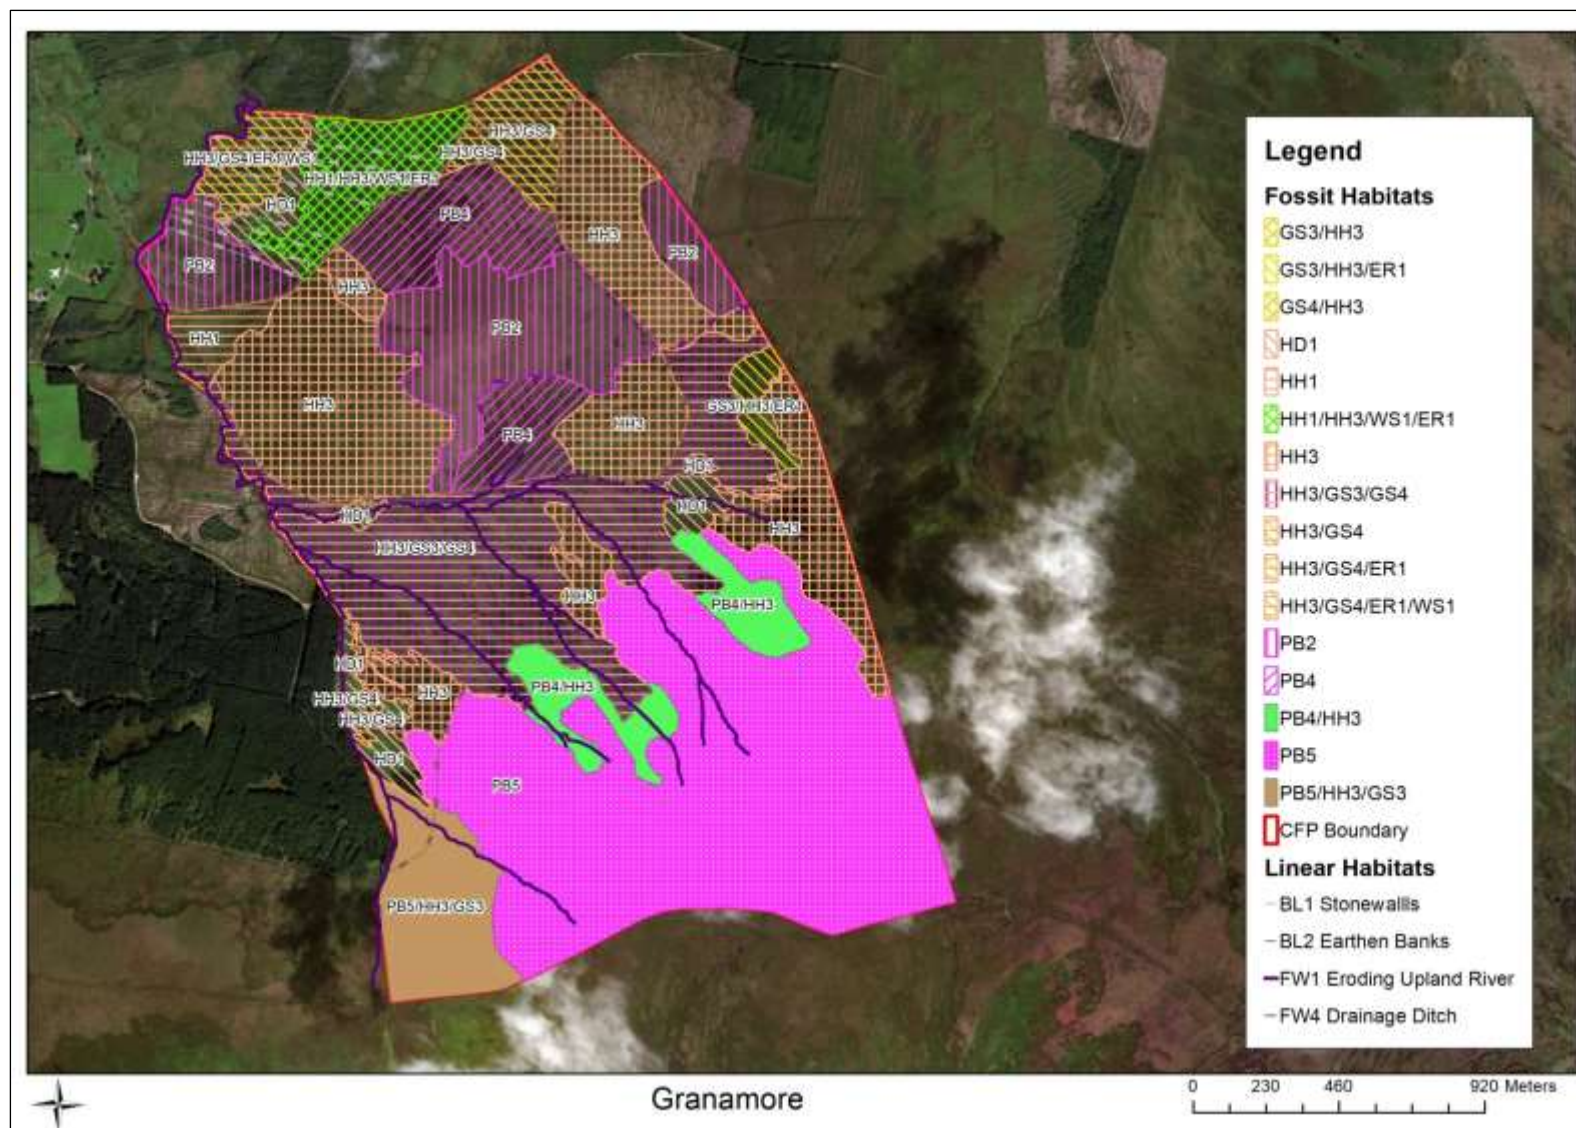 HH3/GS4
HH3/GS4
HH3/GS4/ER1/WS1
HH1/HH3/WS1/ER1
HD1
PB4
HH3
PB2
PB2
HH3
PB2
HH1
HH3
GS3/HH3/ER1
HH3
PB4
HD1
HD1
HD1
HH3
HH3/GS3/GS4
HH3
PB4/HH3
HD1
HH3
PB4/HH3
HH3/GS4
HH3/GS4
HD1
PB5
PB5/HH3/GS3
Legend
Fossit Habitats
GS3/HH3
GS3/HH3/ER1
GS4/HH3
HD1
HH1
HH1/HH3/WS1/ER1
HH3
HH3/GS3/GS4
HH3/GS4
HH3/GS4/ER1
HH3/GS4/ER1/WS1
PB2
PB4
PB4/HH3
PB5
PB5/HH3/GS3
CFP Boundary
Linear Habitats
BL1 Stonewallls
BL2 Earthen Banks
FW1 Eroding Upland River
FW4 Drainage Ditch
Granamore
0 230 460 920 Meters